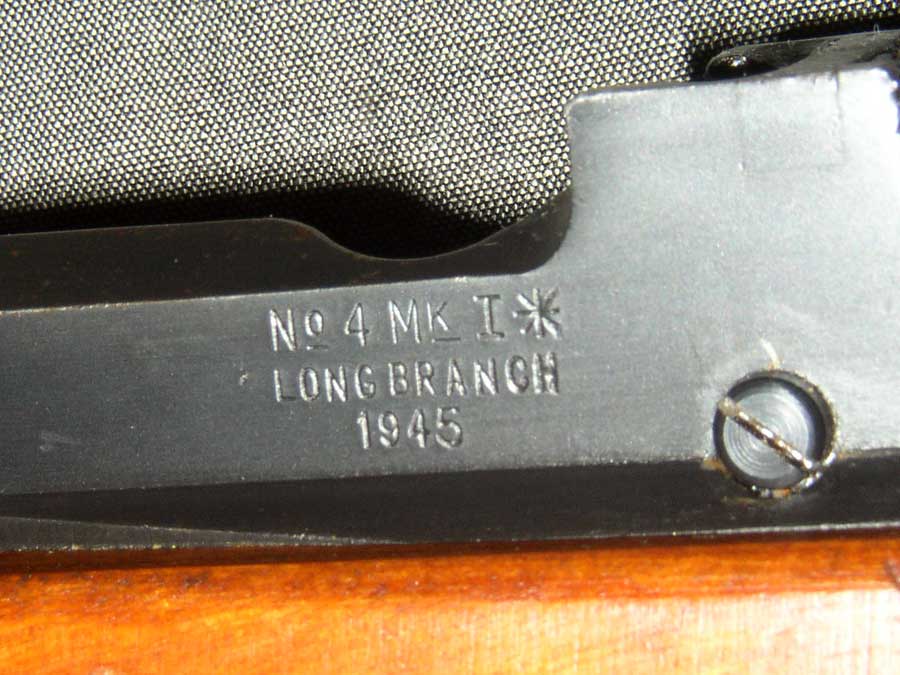 No 4 MK I*
LONG BRANCH
1945